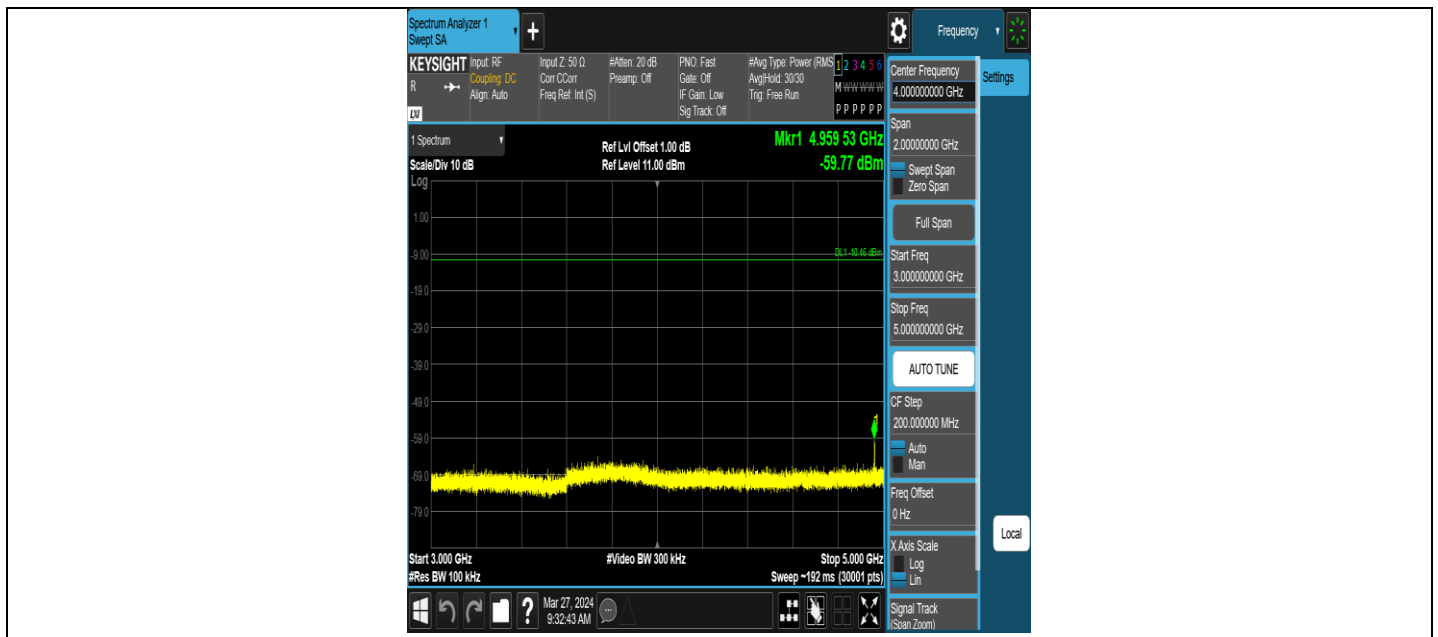 Spectrum Analyzer 1
Swept SA
Frequency
KEYSIGHT
R
LXI
Input: RF
Coupling: DC
Align: Auto
Input Z: 50 Ω
Corr CCorr
Freq Ref: Int (S)
#Atten: 20 dB
Preamp: Off
PNO: Fast
Gate: Off
IF Gain: Low
Sig Track: Off
#Avg Type: Power (RMS
Avg|Hold: 30/30
Trig: Free Run
1 2 3 4 5 6
M W W W W W
P P P P P P
1 Spectrum
Scale/Div 10 dB
Log
Ref Lvl Offset 1.00 dB
Ref Level 11.00 dBm
Mkr1 4.959 53 GHz
-59.77 dBm
1.00
-9.00
DL1 -10.46 dBm
-19.0
-29.0
-39.0
-49.0
1
-59.0
-69.0
-79.0
Start 3.000 GHz
#Video BW 300 kHz
Stop 5.000 GHz
#Res BW 100 kHz
Sweep ~192 ms (30001 pts)
Mar 27, 2024
9:32:43 AM
Center Frequency
4.000000000 GHz
Settings
Span
2.00000000 GHz
Swept Span
Zero Span
Full Span
Start Freq
3.000000000 GHz
Stop Freq
5.000000000 GHz
AUTO TUNE
CF Step
200.000000 MHz
Auto
Man
Freq Offset
0 Hz
Local
X Axis Scale
Log
Lin
Signal Track
(Span Zoom)